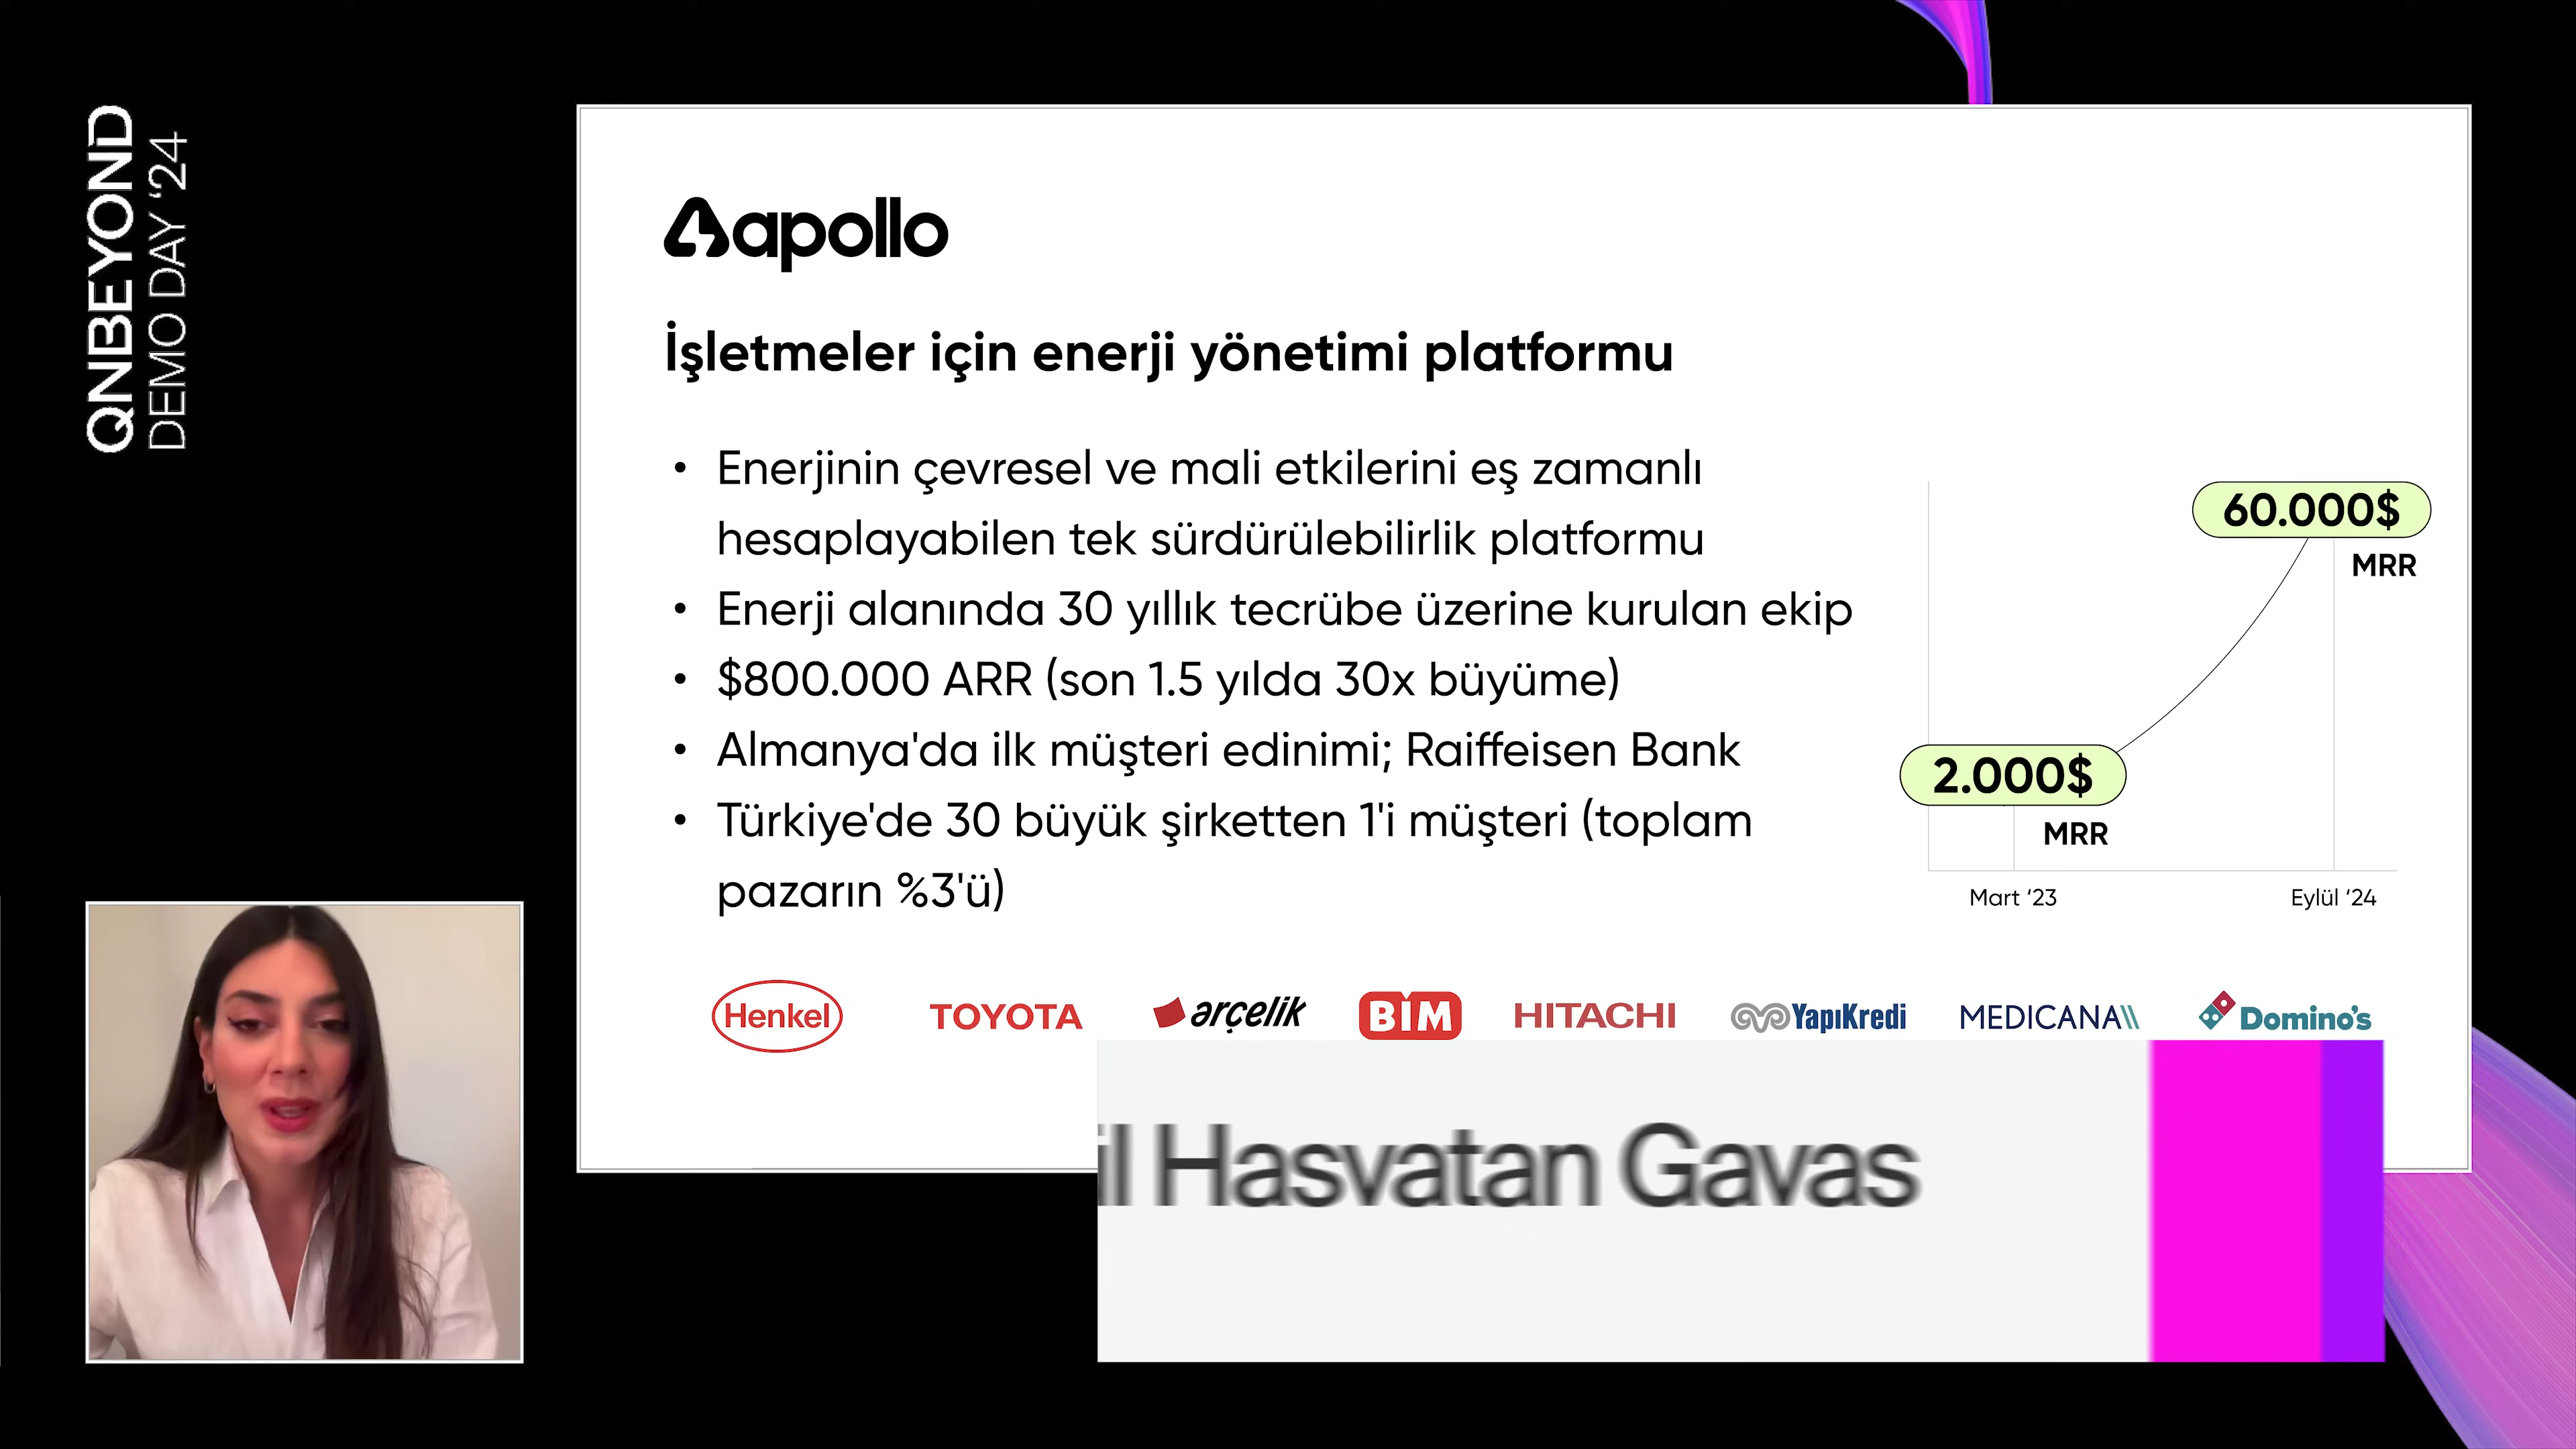 QNBEYOND
DEMO DAY ‘24
apollo
İşletmeler için enerji yönetimi platformu
• Enerjinin çevresel ve mali etkilerini eş zamanlı
hesaplayabilen tek sürdürülebilirlik platformu
• Enerji alanında 30 yıllık tecrübe üzerine kurulan ekip
• $800.000 ARR (son 1.5 yılda 30x büyüme)
• Almanya'da ilk müşteri edinimi; Raiffeisen Bank
• Türkiye'de 30 büyük şirketten 1'i müşteri (toplam
pazarın %3'ü)
60.000$
MRR
2.000$
MRR
Mart ‘23 Eylül ‘24
Henkel TOYOTA arçelik BİM HITACHI YapıKredi MEDICANA Domino's
il Hasvatan Gavas